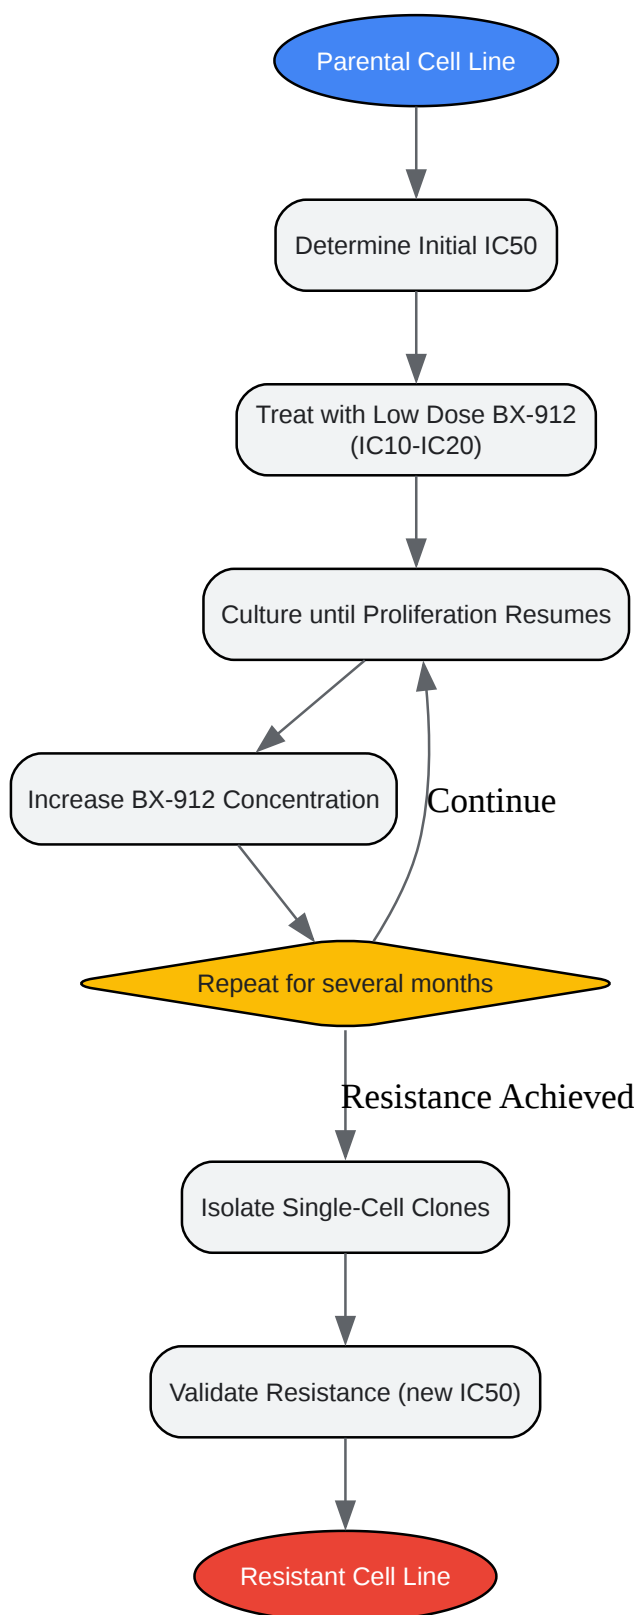 Parental Cell Line
Determine Initial IC50
Treat with Low Dose BX-912
(IC10-IC20)
Culture until Proliferation Resumes
Increase BX-912 Concentration
Continue
Repeat for several months
Resistance Achieved
Isolate Single-Cell Clones
Validate Resistance (new IC50)
Resistant Cell Line